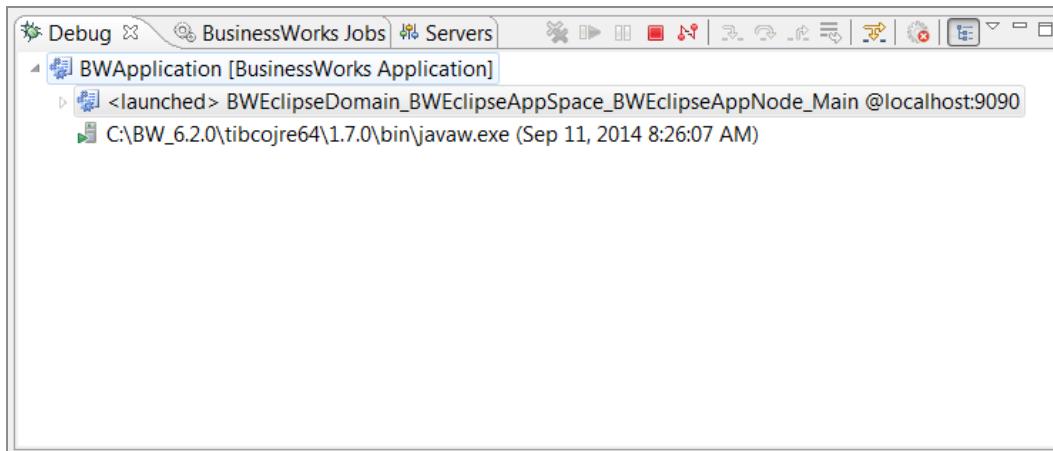 Debug BusinessWorks Jobs Servers
BWApplication [BusinessWorks Application]
<launched> BWEclipseDomain_BWEclipseAppSpace_BWEclipseAppNode_Main @localhost:9090
C:\BW_6.2.0\tibcojre64\1.7.0\bin\javaw.exe (Sep 11, 2014 8:26:07 AM)